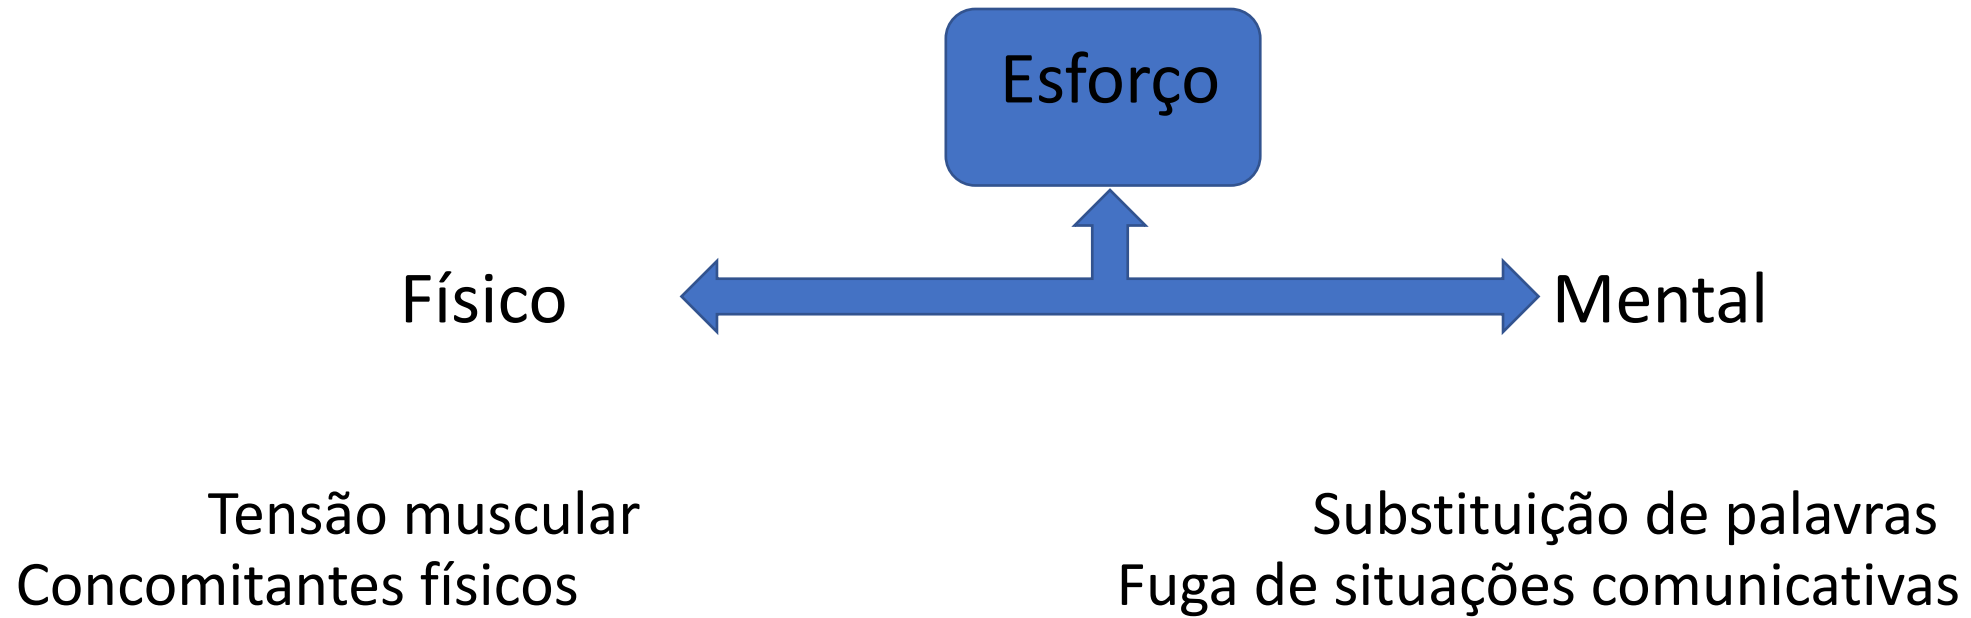 Esforço
Físico
Mental
Tensão muscular
Concomitantes físicos
Substituição de palavras
Fuga de situações comunicativas